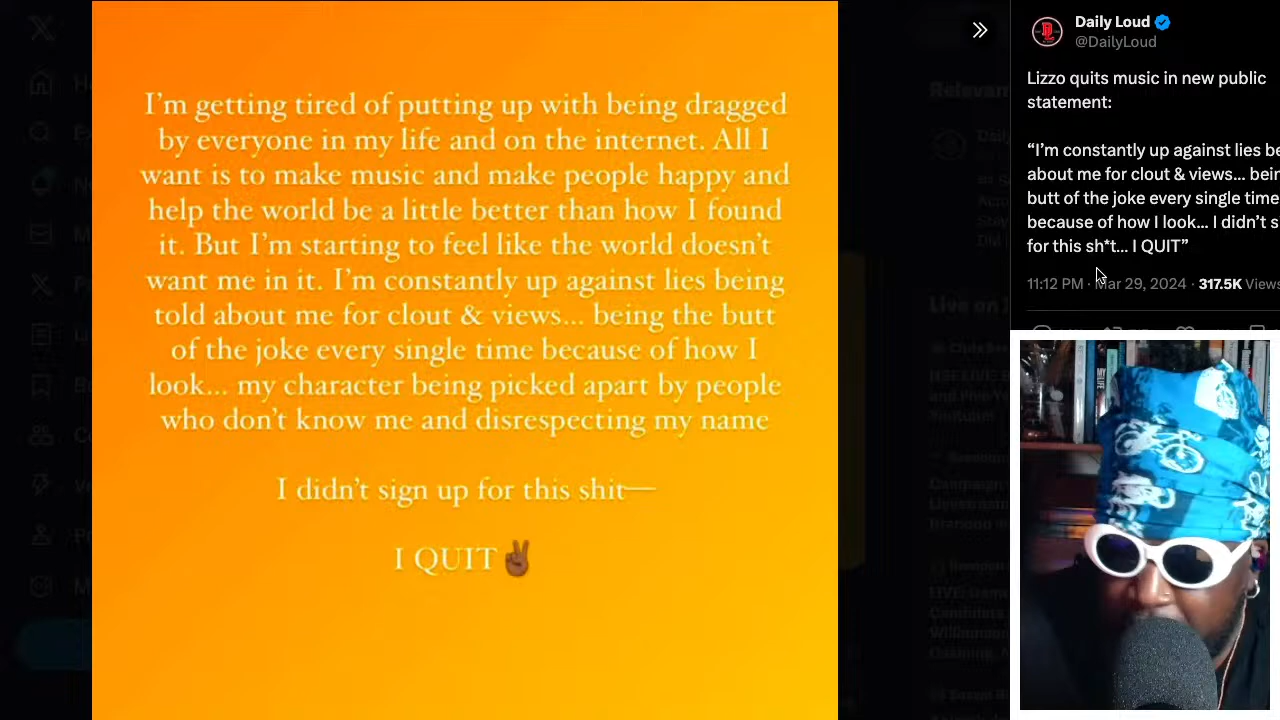 I'm getting tired of putting up with being dragged
by everyone in my life and on the internet. All I
want is to make music and make people happy and
help the world be a little better than how I found
it. But I'm starting to feel like the world doesn't
want me in it. I'm constantly up against lies being
told about me for clout & views... being the butt
of the joke every single time because of how I
look... my character being picked apart by people
who don't know me and disrespecting my name
I didn't sign up for this shit—
I QUIT✌🏾
Daily Loud
@DailyLoud
Lizzo quits music in new public
statement:
“I'm constantly up against lies be
about me for clout & views... bein
butt of the joke every single time
because of how I look... I didn't s
for this sh*t... I QUIT”
11:12 PM · Mar 29, 2024 · 317.5K Views